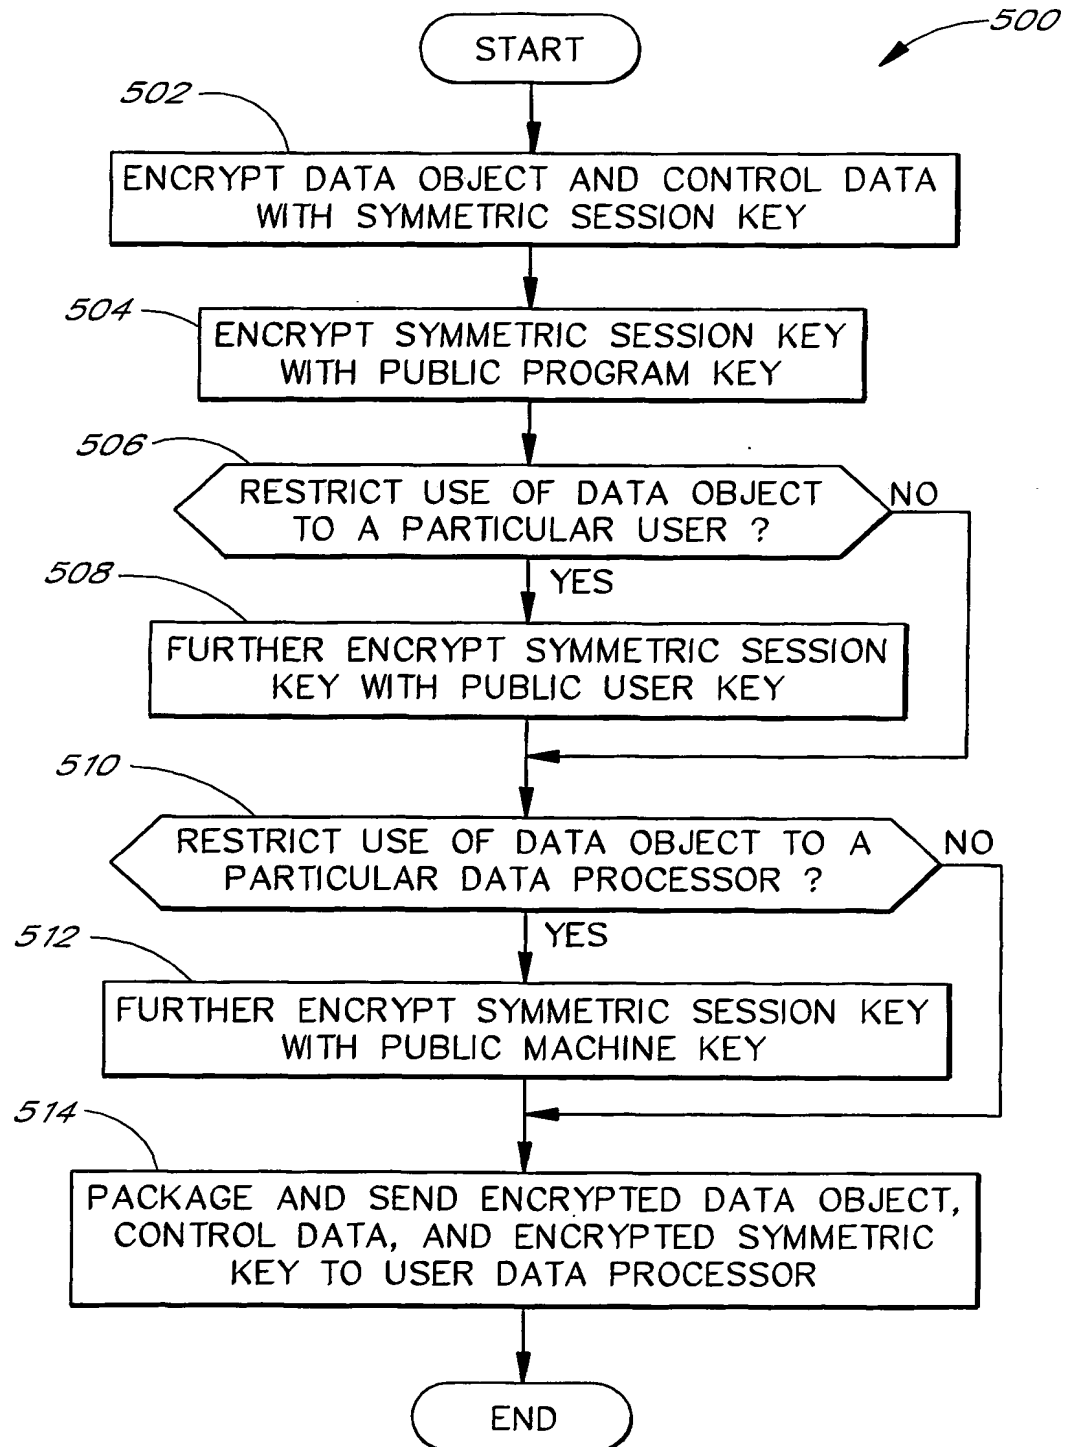 500
START
502
ENCRYPT DATA OBJECT AND CONTROL DATA
WITH SYMMETRIC SESSION KEY
504
ENCRYPT SYMMETRIC SESSION KEY
WITH PUBLIC PROGRAM KEY
506
RESTRICT USE OF DATA OBJECT
TO A PARTICULAR USER ?
NO
YES
508
FURTHER ENCRYPT SYMMETRIC SESSION
KEY WITH PUBLIC USER KEY
510
RESTRICT USE OF DATA OBJECT TO A
PARTICULAR DATA PROCESSOR ?
NO
YES
512
FURTHER ENCRYPT SYMMETRIC SESSION KEY
WITH PUBLIC MACHINE KEY
514
PACKAGE AND SEND ENCRYPTED DATA OBJECT,
CONTROL DATA, AND ENCRYPTED SYMMETRIC
KEY TO USER DATA PROCESSOR
END